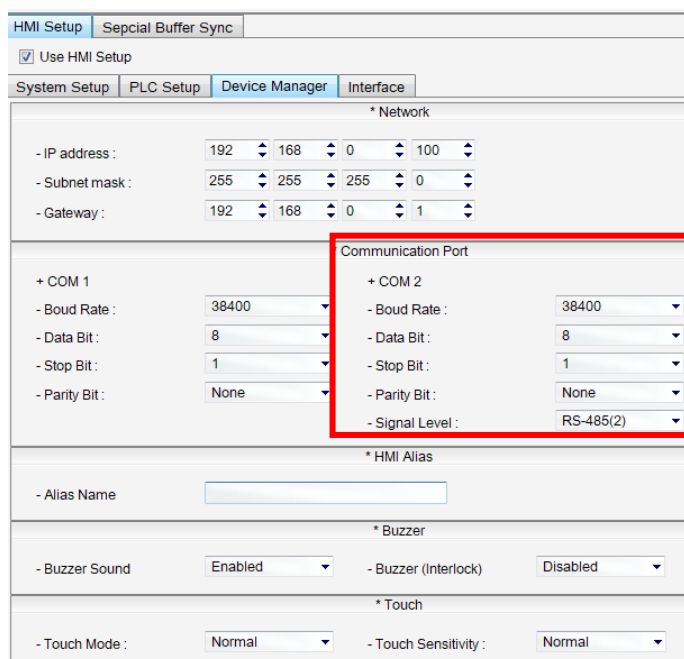 HMI Setup Sepcial Buffer Sync
Use HMI Setup
System Setup PLC Setup Device Manager Interface
* Network
- IP address : 192 168 0 100
- Subnet mask : 255 255 255 0
- Gateway : 192 168 0 1
* Communication Port
+ COM 1 + COM 2
- Boud Rate : 38400 - Boud Rate : 38400
- Data Bit : 8 - Data Bit : 8
- Stop Bit : 1 - Stop Bit : 1
- Parity Bit : None - Parity Bit : None
- Signal Level : RS-485(2)
* HMI Alias
- Alias Name
* Buzzer
- Buzzer Sound Enabled - Buzzer (Interlock) Disabled
* Touch
- Touch Mode : Normal - Touch Sensitivity : Normal